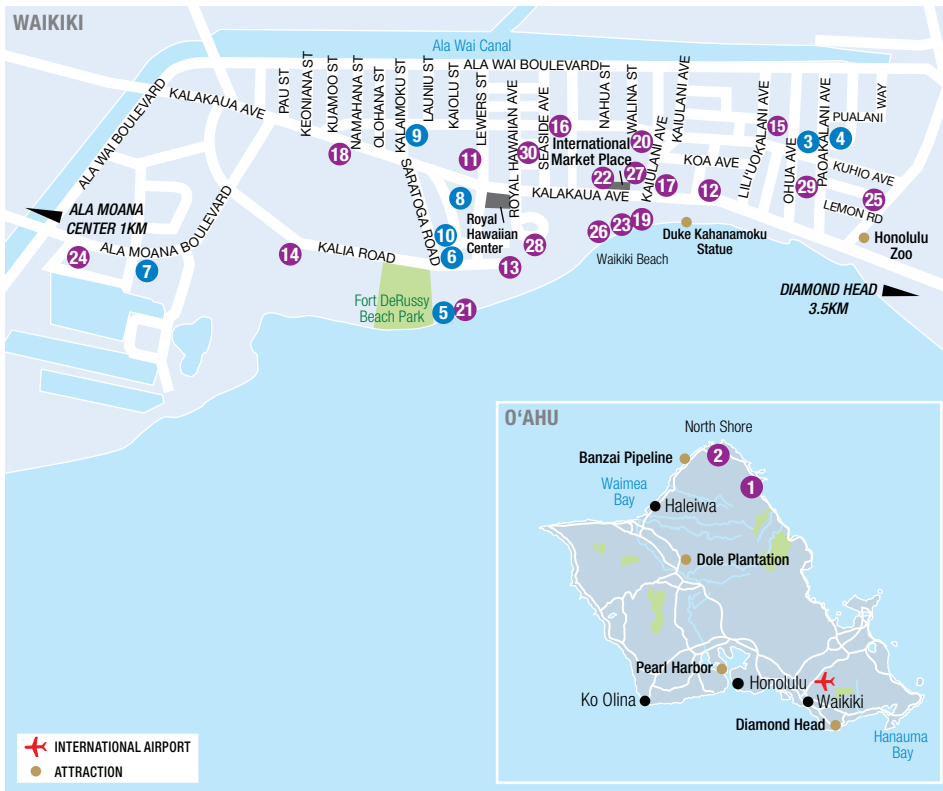 WAIKIKI
Ala Wai Canal
ALA WAI BOULEVARD
ALA WAI BOULEVARD
KALAKAUA AVE
PAU ST
KEONIANA ST
KUAMOO ST
NAMAHANA ST
OLOHANA ST
KALAIMOKU ST
LAUNIU ST
KAIOLU ST
LEWERS ST
ROYAL HAWAIIAN AVE
SEASIDE AVE
NAHUA ST
WALINA ST
KAIULANI AVE
KAIULANI AVE
LILI'UOKALANI AVE
OHUA AVE
PAOAKALANI AVE
PUALANI
WAY
KUHIO AVE
LEMON RD
KOA AVE
KALAKAUA AVE
SARATOGA ROAD
KALIA ROAD
ALA MOANA BOULEVARD
ALA MOANA
CENTER 1KM
International
Market Place
Royal
Hawaiian
Center
Fort DeRussy
Beach Park
Waikiki Beach
Duke Kahanamoku
Statue
Honolulu
Zoo
DIAMOND HEAD
3.5KM
9
16
20
15
3
4
18
11
30
22
27
17
12
29
25
8
10
6
28
26
23
19
13
14
24
7
5
21
O'AHU
North Shore
Banzai Pipeline
2
1
Waimea
Bay
Haleiwa
Dole Plantation
Pearl Harbor
Honolulu
Ko Olina
Waikiki
Diamond Head
Hanauma
Bay
INTERNATIONAL AIRPORT
ATTRACTION